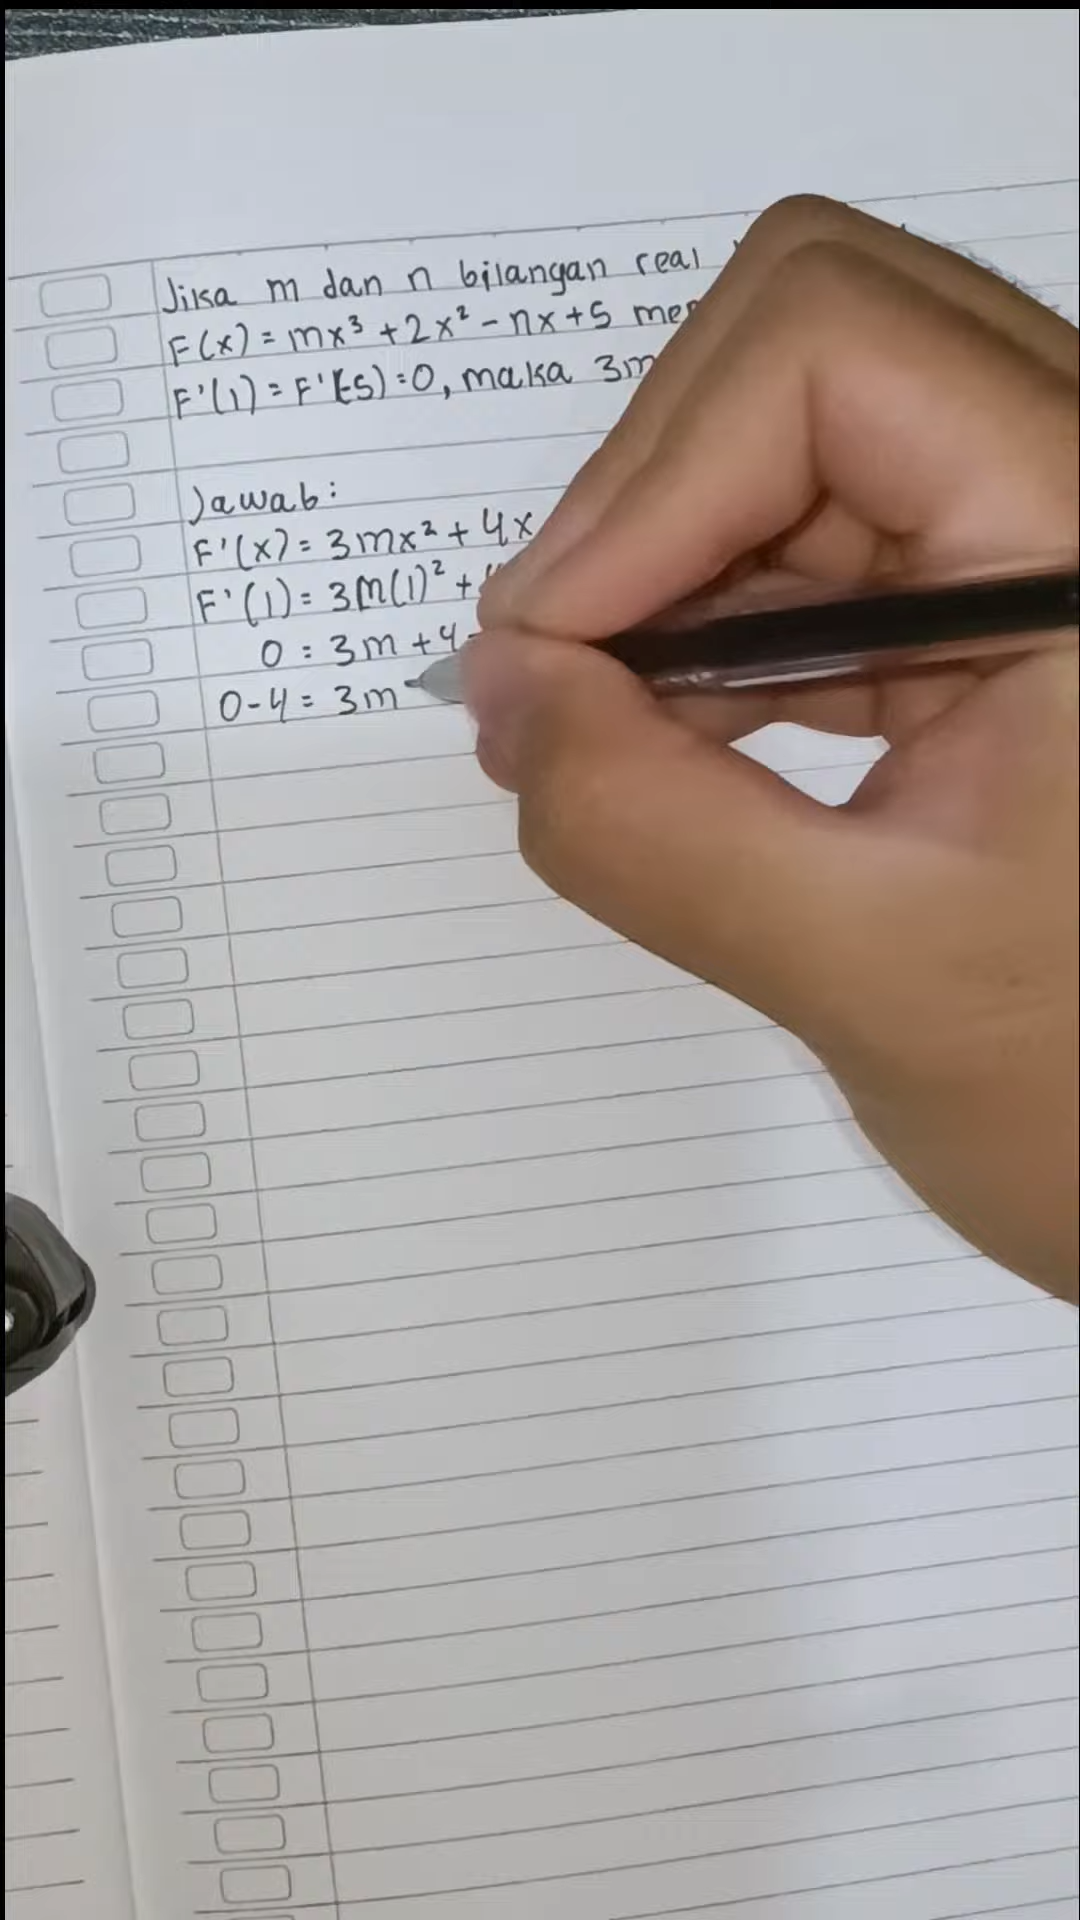 Jika m dan n bilangan real
F(x) = mx³ + 2x² - nx + 5
F'(1) = F'(-5) = 0, maka 3m
Jawab:
F'(x) = 3mx² + 4x
F'(1) = 3m(1)² +
0 = 3m + 4 -
0 - 4 = 3m -